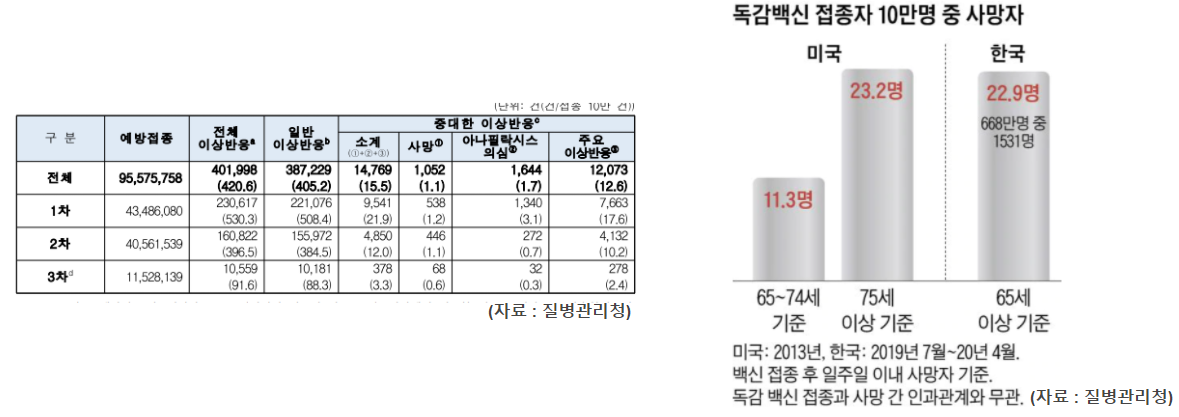 (단위: 건(건/접종 10만 건))
구 분 예방접종 전체 이상반응a 일반 이상반응b 중대한 이상반응c
소계 (①+②+③) 사망① 아나필락시스 의심② 주요 이상반응③
전체 95,575,758 401,998 (420.6) 387,229 (405.2) 14,769 (15.5) 1,052 (1.1) 1,644 (1.7) 12,073 (12.6)
1차 43,486,080 230,617 (530.3) 221,076 (508.4) 9,541 (21.9) 538 (1.2) 1,340 (3.1) 7,663 (17.6)
2차 40,561,539 160,822 (396.5) 155,972 (384.5) 4,850 (12.0) 446 (1.1) 272 (0.7) 4,132 (10.2)
3차d 11,528,139 10,559 (91.6) 10,181 (88.3) 378 (3.3) 68 (0.6) 32 (0.3) 278 (2.4)
(자료 : 질병관리청)
독감백신 접종자 10만명 중 사망자
미국 한국
11.3명 23.2명 22.9명
668만명 중
1531명
65~74세 75세 65세
기준 이상 기준 이상 기준
미국: 2013년, 한국: 2019년 7월~20년 4월.
백신 접종 후 일주일 이내 사망자 기준.
독감 백신 접종과 사망 간 인과관계와 무관. (자료 : 질병관리청)